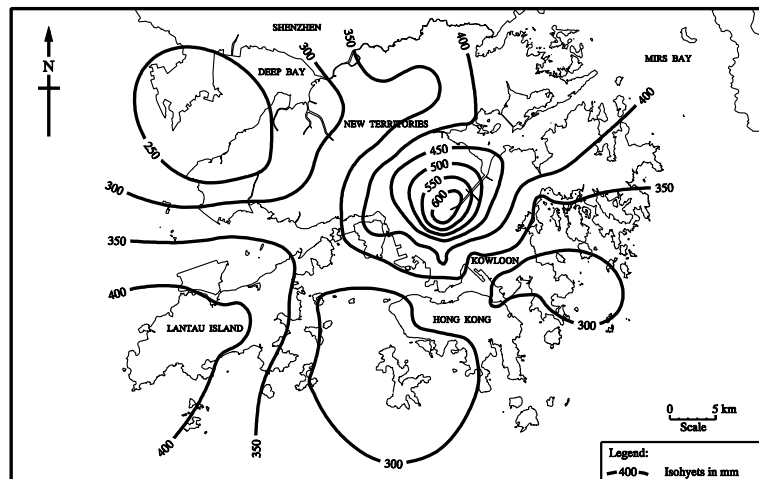 SHENZHEN
350
300
400
DEEP BAY
MIRS BAY
N
400
NEW TERRITORIES
250
450
500
550
600
300
350
350
KOWLOON
400
HONG KONG
300
LANTAU ISLAND
0 5 km
Scale
400
350
300
Legend:
400 Isohyets in mm